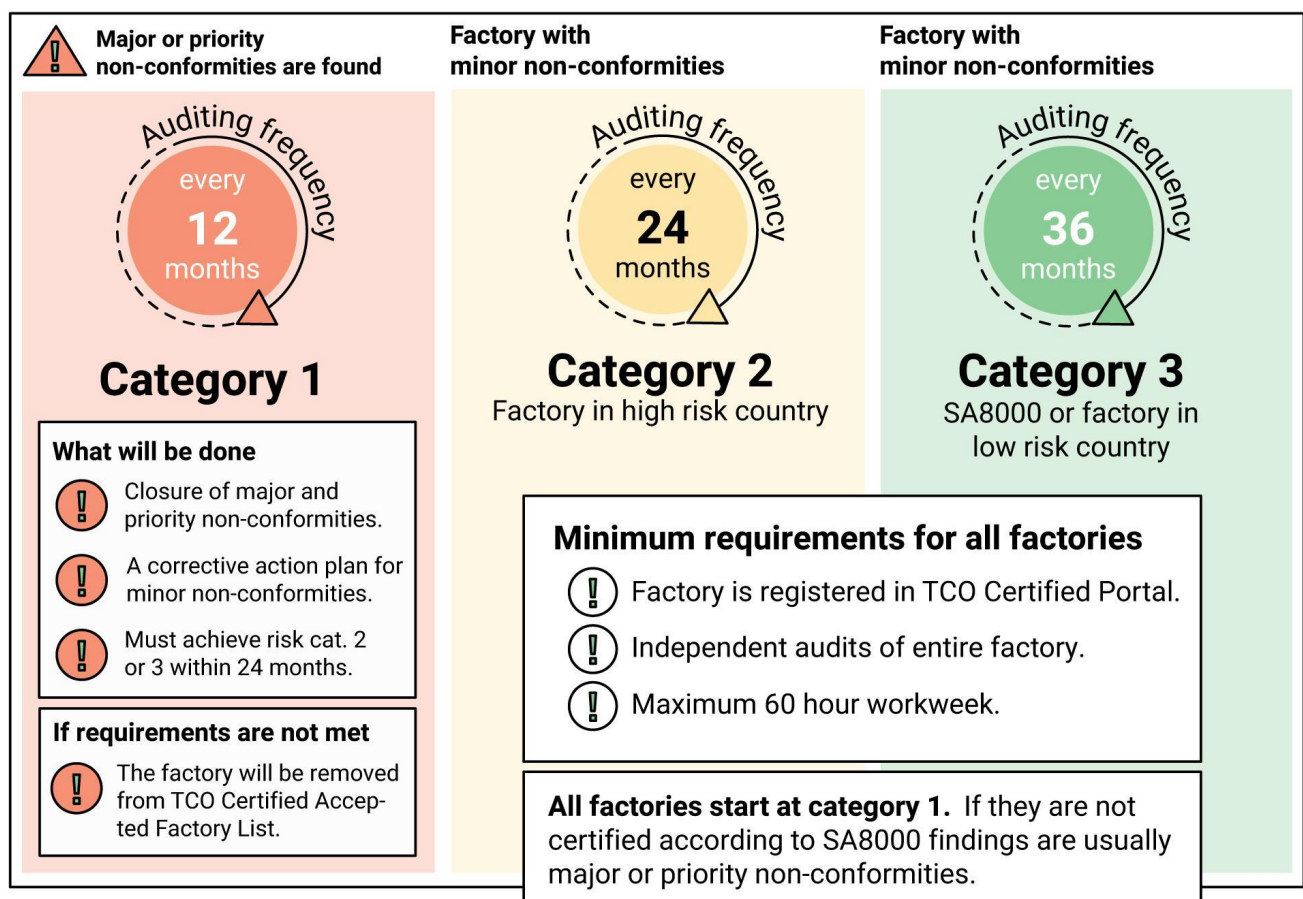 Major or priority
non-conformities are found
Auditing frequency
every
12
months
Category 1
What will be done
Closure of major and
priority non-conformities.
A corrective action plan for
minor non-conformities.
Must achieve risk cat. 2
or 3 within 24 months.
If requirements are not met
The factory will be removed
from TCO Certified Accep-
ted Factory List.
Factory with
minor non-conformities
Auditing frequency
every
24
months
Category 2
Factory in high risk country
Factory with
minor non-conformities
Auditing frequency
every
36
months
Category 3
SA8000 or factory in
low risk country
Minimum requirements for all factories
Factory is registered in TCO Certified Portal.
Independent audits of entire factory.
Maximum 60 hour workweek.
All factories start at category 1. If they are not
certified according to SA8000 findings are usually
major or priority non-conformities.